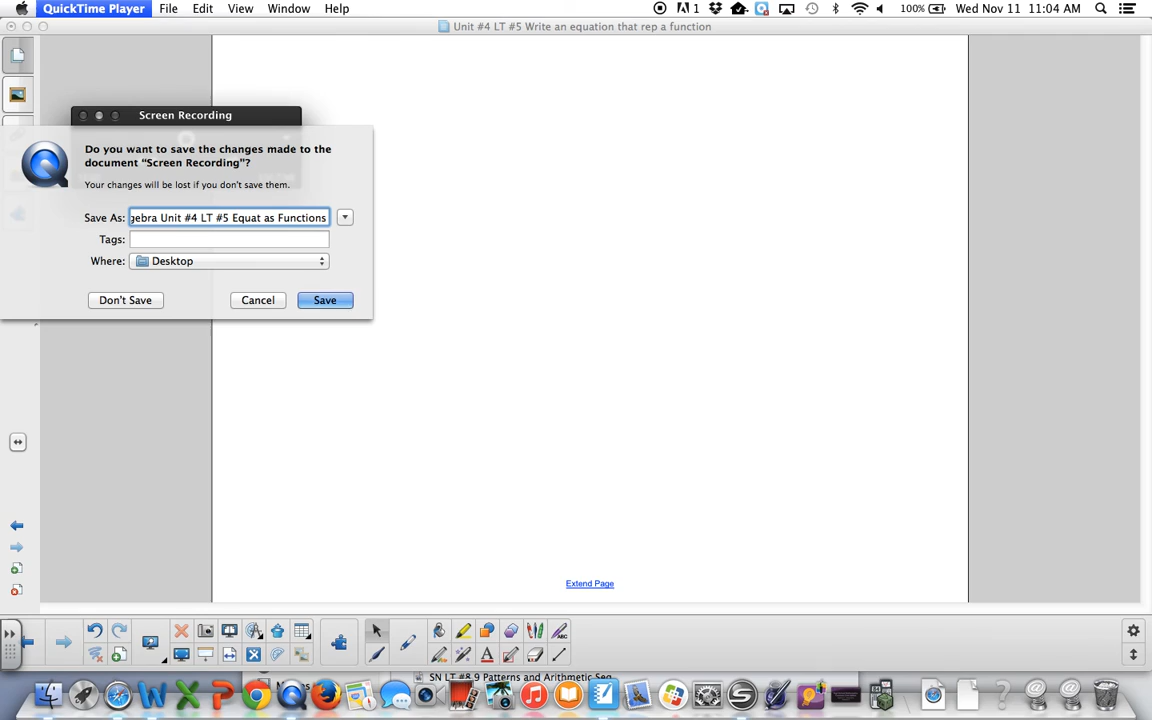 QuickTime Player File Edit View Window Help 1 100% Wed Nov 11 11:04 AM
Unit #4 LT #5 Write an equation that rep a function
Screen Recording
Do you want to save the changes made to the
document “Screen Recording”?
Your changes will be lost if you don't save them.
Save As: gebra Unit #4 LT #5 Equat as Functions
Tags:
Where: Desktop
Don't Save Cancel Save
Extend Page
SN LT #8 9 Patterns and Arithmetic Seq